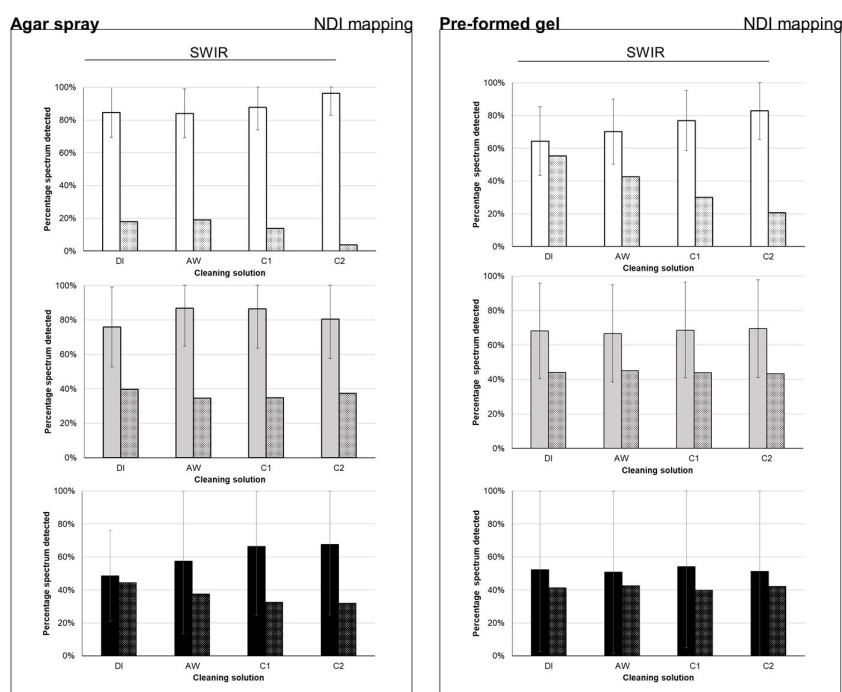 Agar spray NDI mapping
SWIR
Percentage spectrum detected
100%
80%
60%
40%
20%
0%
DI AW C1 C2
Cleaning solution
Percentage spectrum detected
100%
80%
60%
40%
20%
0%
DI AW C1 C2
Cleaning solution
Percentage spectrum detected
100%
80%
60%
40%
20%
0%
DI AW C1 C2
Cleaning solution
Pre-formed gel NDI mapping
SWIR
Percentage spectrum detected
100%
80%
60%
40%
20%
0%
DI AW C1 C2
Cleaning solution
Percentage spectrum detected
100%
80%
60%
40%
20%
0%
DI AW C1 C2
Cleaning solution
Percentage spectrum detected
100%
80%
60%
40%
20%
0%
DI AW C1 C2
Cleaning solution